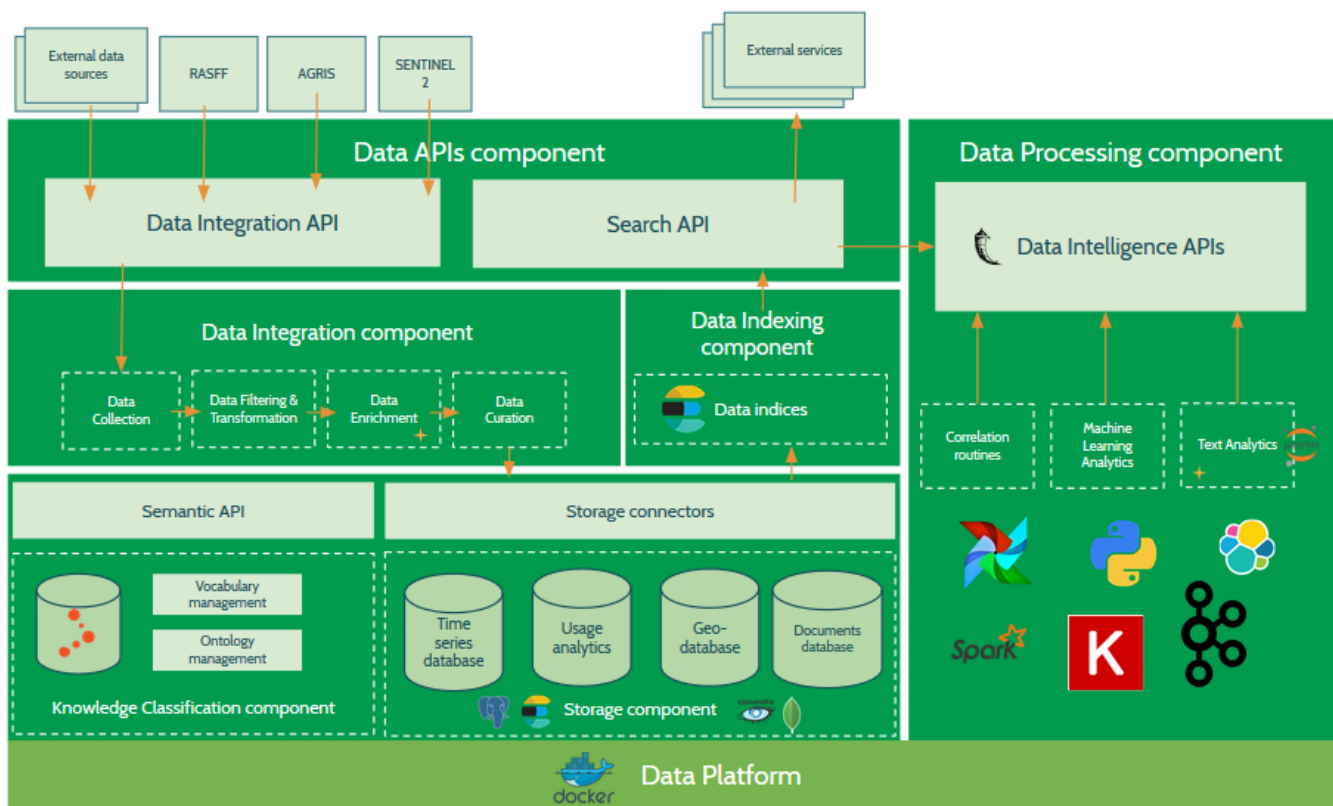 External data
sources
RASFF
AGRIS
SENTINEL
2
External services
Data APIs component
Data Integration API
Search API
Data Processing component
Data Intelligence APIs
Data Integration component
Data
Collection
Data Filtering &
Transformation
Data
Enrichment
Data
Curation
Data Indexing
component
Data indices
Correlation
routines
Machine
Learning
Analytics
Text Analytics
Semantic API
Storage connectors
Vocabulary
management
Ontology
management
Knowledge Classification component
Time
series
database
Usage
analytics
Geo-
database
Documents
database
Storage component
cassandra
Spark
K
docker
Data Platform